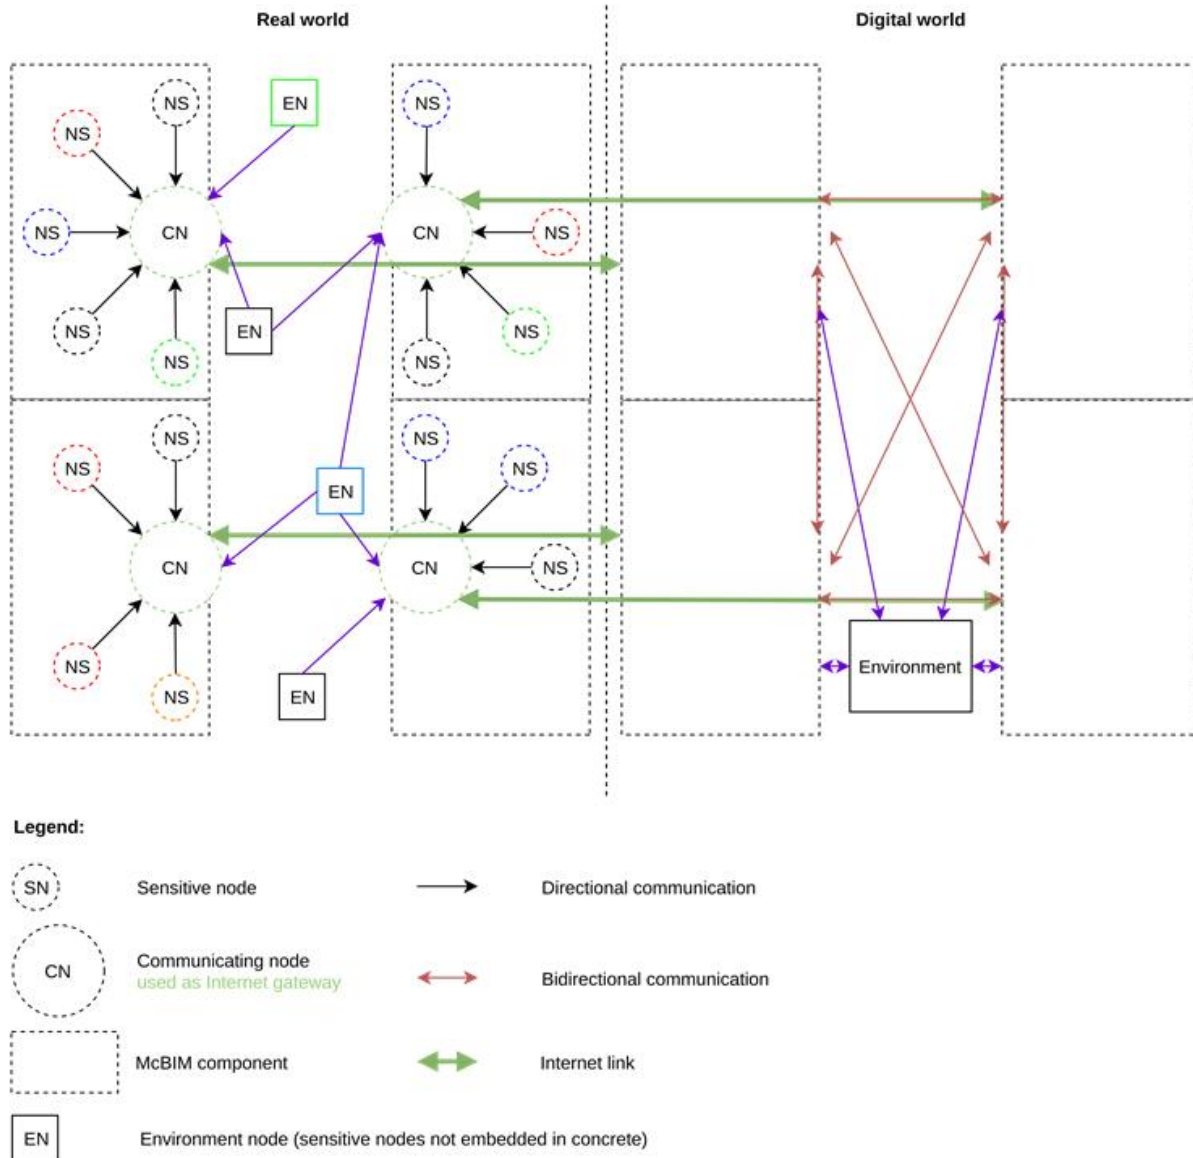 Real world
Digital world
NS
EN
NS
NS
NS
NS
CN
CN
NS
NS
EN
NS
NS
NS
NS
NS
NS
NS
NS
EN
CN
CN
NS
NS
EN
NS
Environment
Legend:
SN
Sensitive node
Directional communication
CN
Communicating node
used as Internet gateway
Bidirectional communication
McBIM component
Internet link
EN
Environment node (sensitive nodes not embedded in concrete)